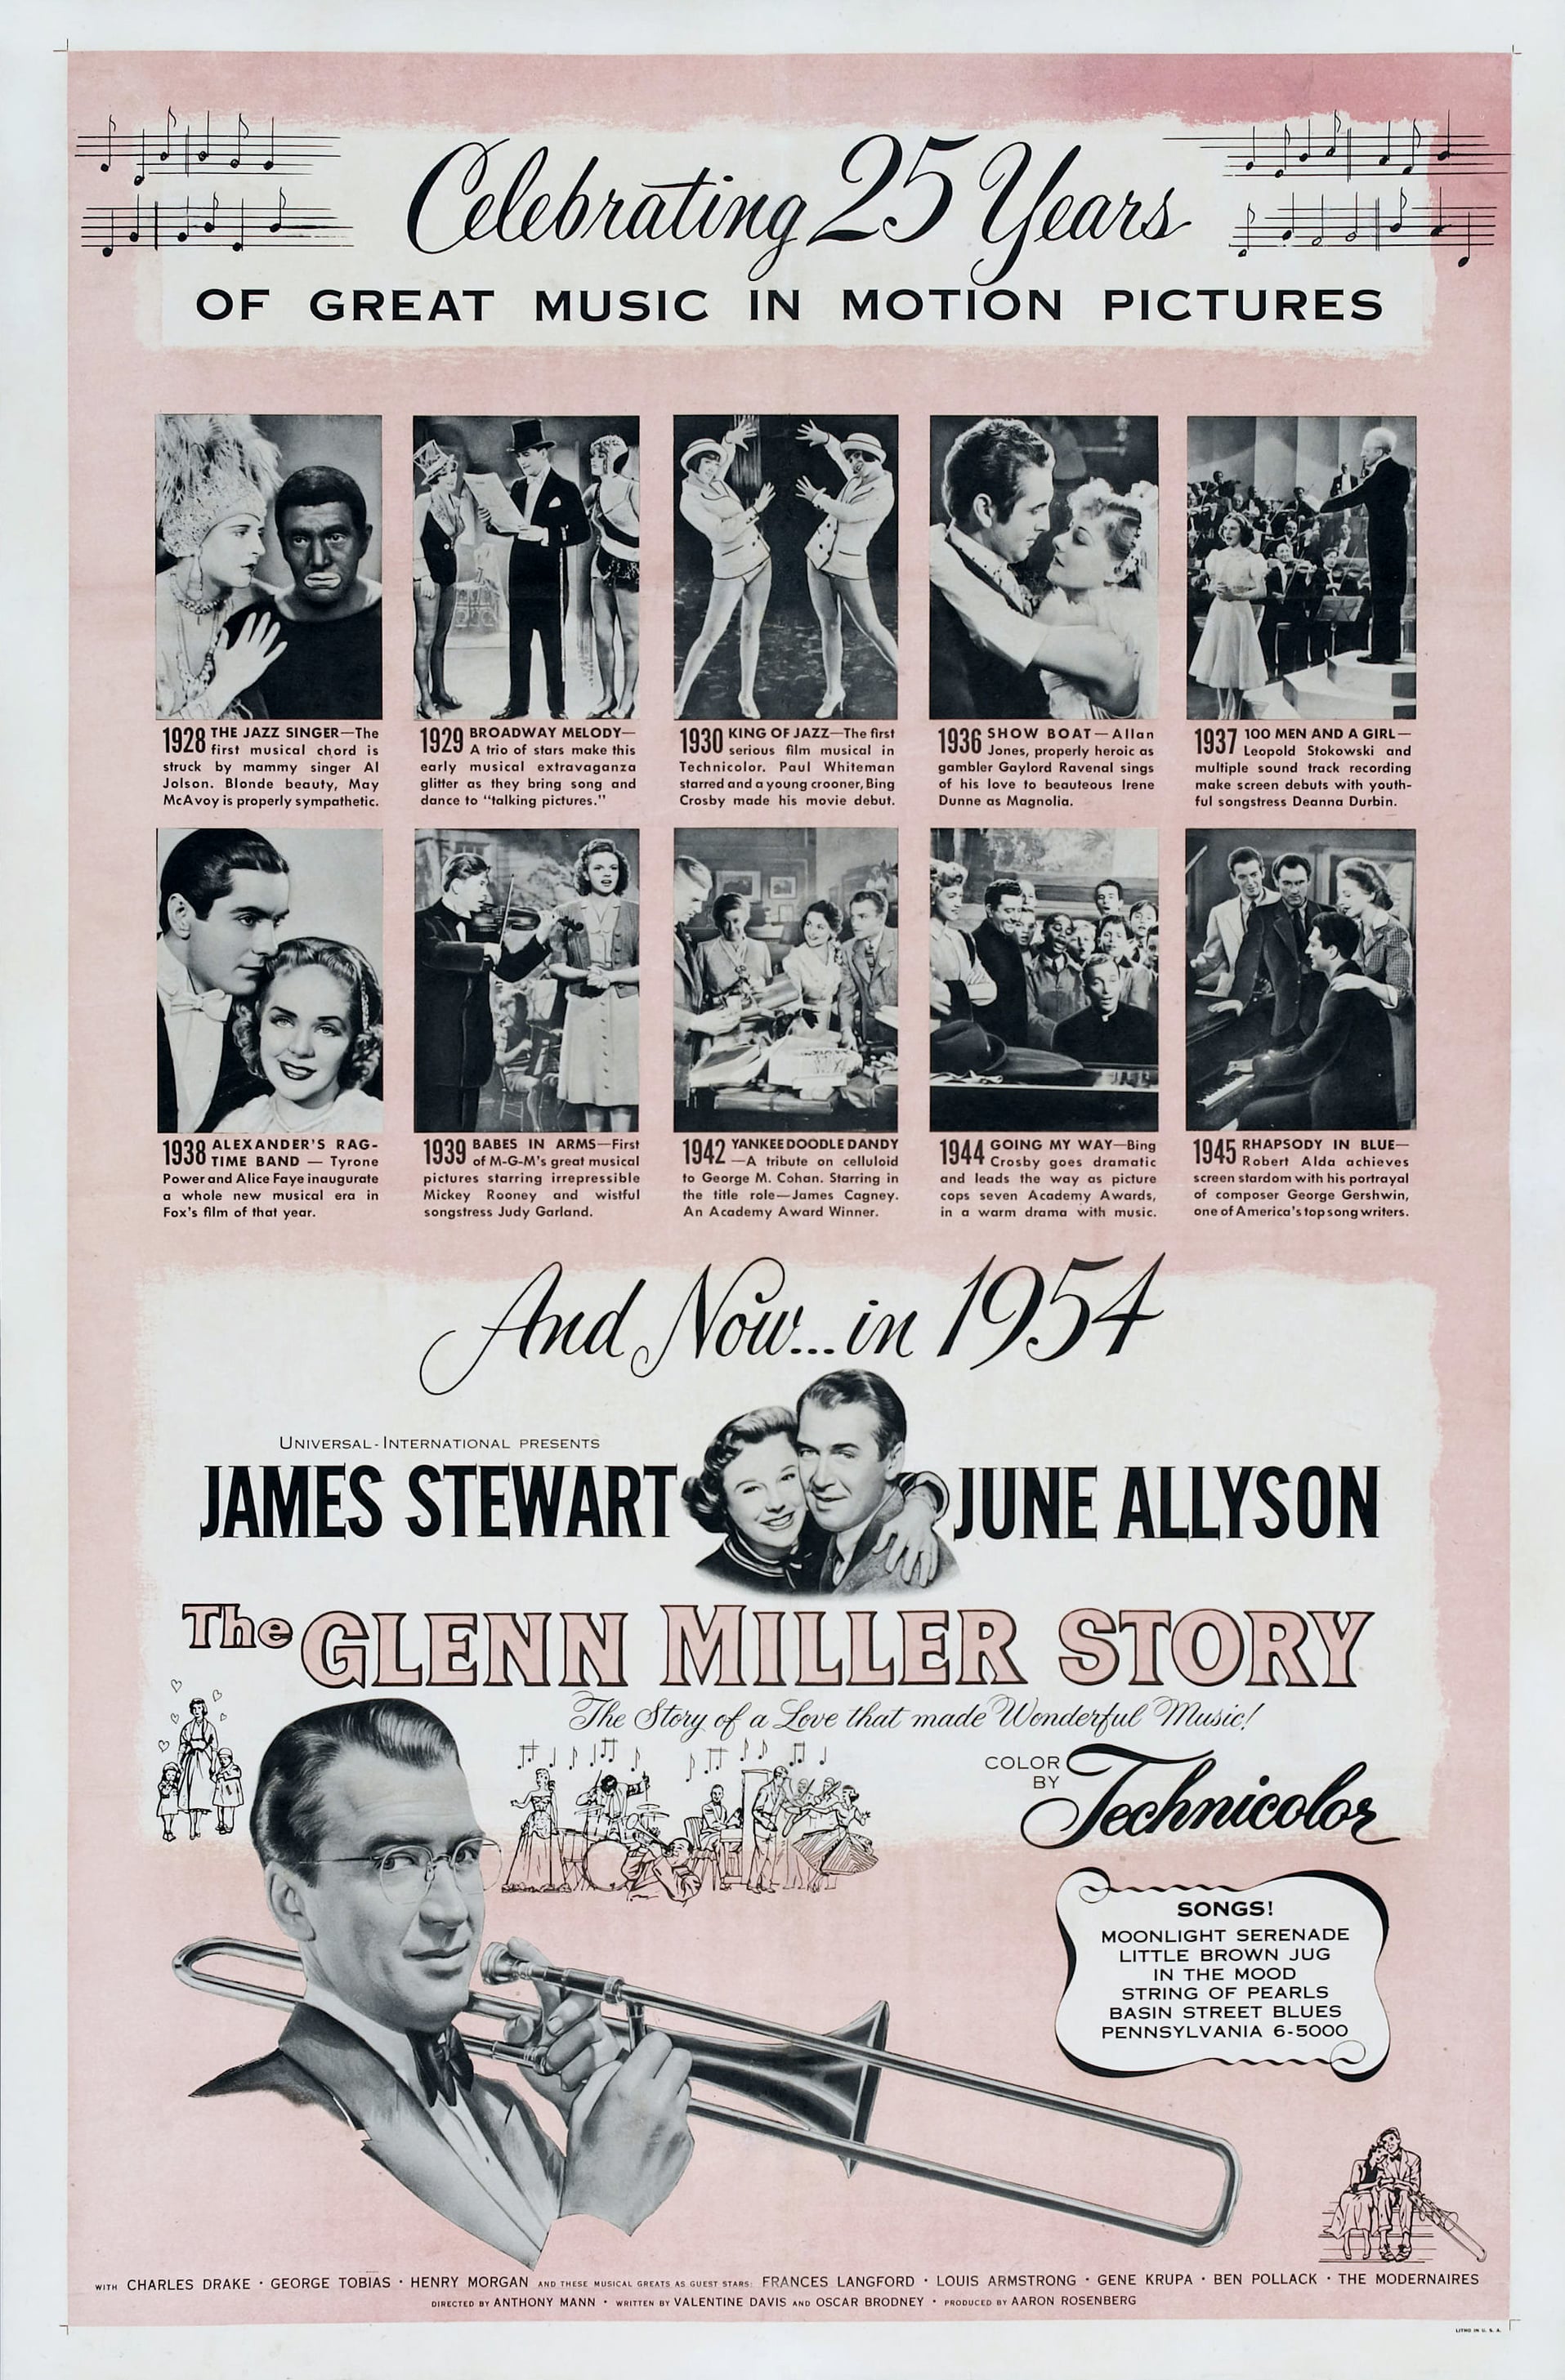 Celebrating 25 Years
OF GREAT MUSIC IN MOTION PICTURES
1928 THE JAZZ SINGER—The
first musical chord is
struck by mammy singer Al
Jolson. Blonde beauty, May
McAvoy is properly sympathetic.
1929 BROADWAY MELODY—
A trio of stars make this
early musical extravaganza
glitter as they bring song and
dance to "talking pictures."
1930 KING OF JAZZ—The first
serious film musical in
Technicolor. Paul Whiteman
starred and a young crooner, Bing
Crosby made his movie debut.
1936 SHOW BOAT—Allan
Jones, properly heroic as
gambler Gaylord Ravenal sings
of his love to beauteous Irene
Dunne as Magnolia.
1937 100 MEN AND A GIRL—
Leopold Stokowski and
multiple sound track recording
make screen debuts with youth-
ful songstress Deanna Durbin.
1938 ALEXANDER'S RAG-
TIME BAND — Tyrone
Power and Alice Faye inaugurate
a whole new musical era in
Fox's film of that year.
1939 BABES IN ARMS—First
of M-G-M's great musical
pictures starring irrepressible
Mickey Rooney and wistful
songstress Judy Garland.
1942 YANKEE DOODLE DANDY
—A tribute on celluloid
to George M. Cohan. Starring in
the title role—James Cagney.
An Academy Award Winner.
1944 GOING MY WAY—Bing
Crosby goes dramatic
and leads the way as picture
cops seven Academy Awards,
in a warm drama with music.
1945 RHAPSODY IN BLUE—
Robert Alda achieves
screen stardom with his portrayal
of composer George Gershwin,
one of America's top song writers.
And Now...in 1954
UNIVERSAL-INTERNATIONAL PRESENTS
JAMES STEWART JUNE ALLYSON
The GLENN MILLER STORY
The Story of a Love that made Wonderful Music!
COLOR
BY
Technicolor
SONGS!
MOONLIGHT SERENADE
LITTLE BROWN JUG
IN THE MOOD
STRING OF PEARLS
BASIN STREET BLUES
PENNSYLVANIA 6-5000
WITH CHARLES DRAKE · GEORGE TOBIAS · HENRY MORGAN AND THESE MUSICAL GREATS AS GUEST STARS: FRANCES LANGFORD · LOUIS ARMSTRONG · GENE KRUPA · BEN POLLACK · THE MODERNAIRES
DIRECTED BY ANTHONY MANN · WRITTEN BY VALENTINE DAVIES AND OSCAR BRODNEY · PRODUCED BY AARON ROSENBERG
LITHO IN U. S. A.